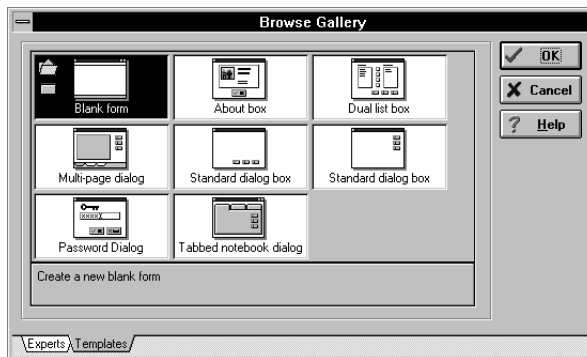 Browse Gallery
Blank form
About box
Dual list box
OK
Cancel
Help
Multi-page dialog
Standard dialog box
Standard dialog box
Password Dialog
Tabbed notebook dialog
Create a new blank form
Experts
Templates